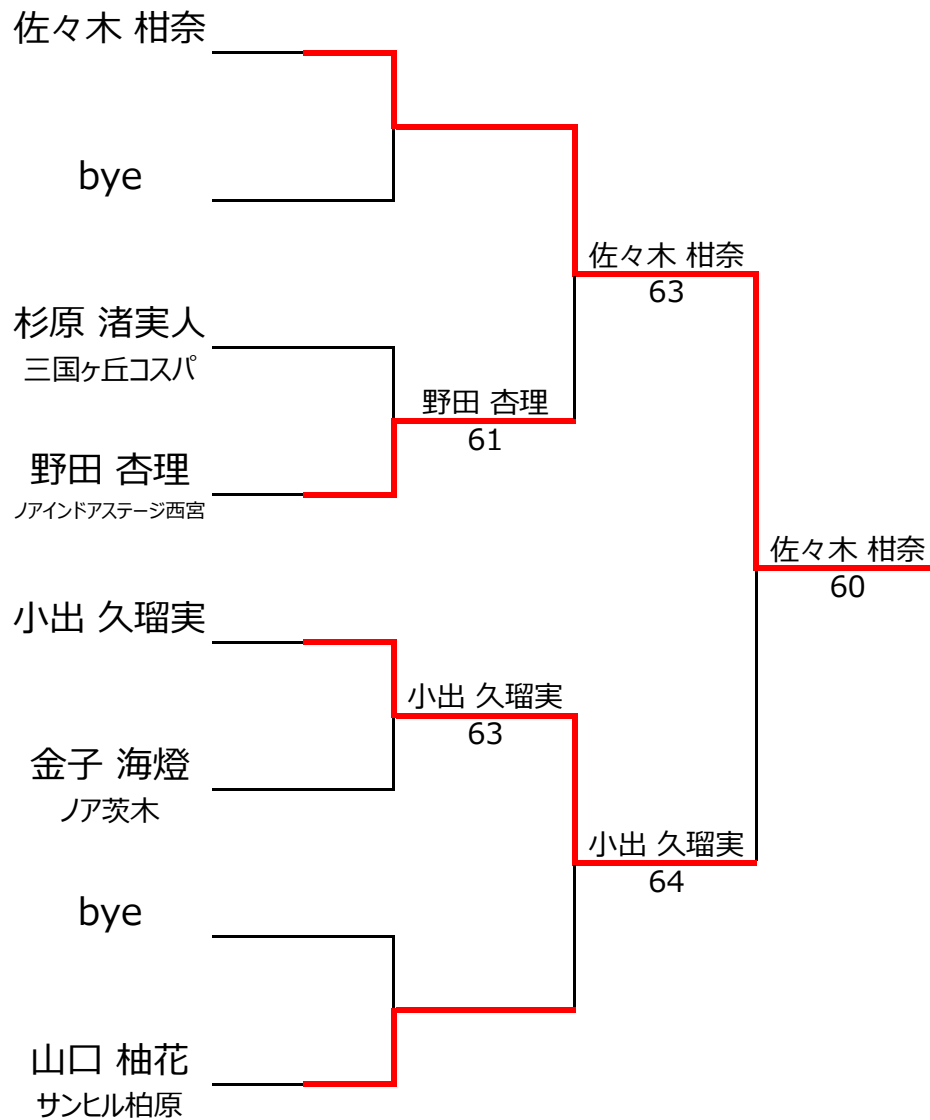 佐々木 柑奈
bye
杉原 渚実人
三国ヶ丘コスパ
野田 杏理
ノアインドアステージ西宮
小出 久瑠実
金子 海燈
ノア茨木
bye
山口 柚花
サンヒル柏原
野田 杏理
61
小出 久瑠実
63
佐々木 柑奈
63
小出 久瑠実
64
佐々木 柑奈
60